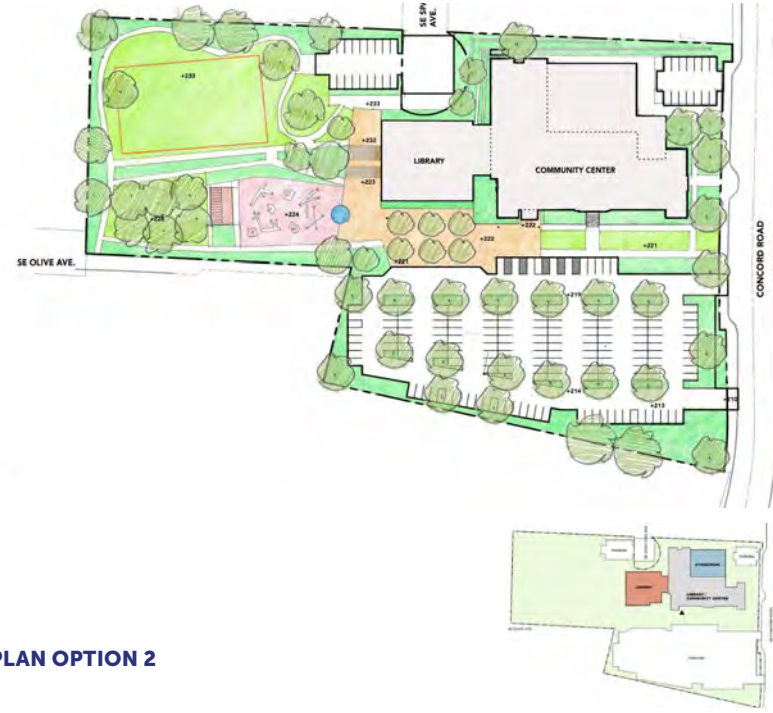 SE SP
AVE.
+230
+233
+232
LIBRARY
COMMUNITY CENTER
+223
+224
+222
+222
+221
+221
SE OLIVE AVE.
CONCORD ROAD
+219
+214
+213
+210
PLAN OPTION 2
LIBRARY /
COMMUNITY CENTER